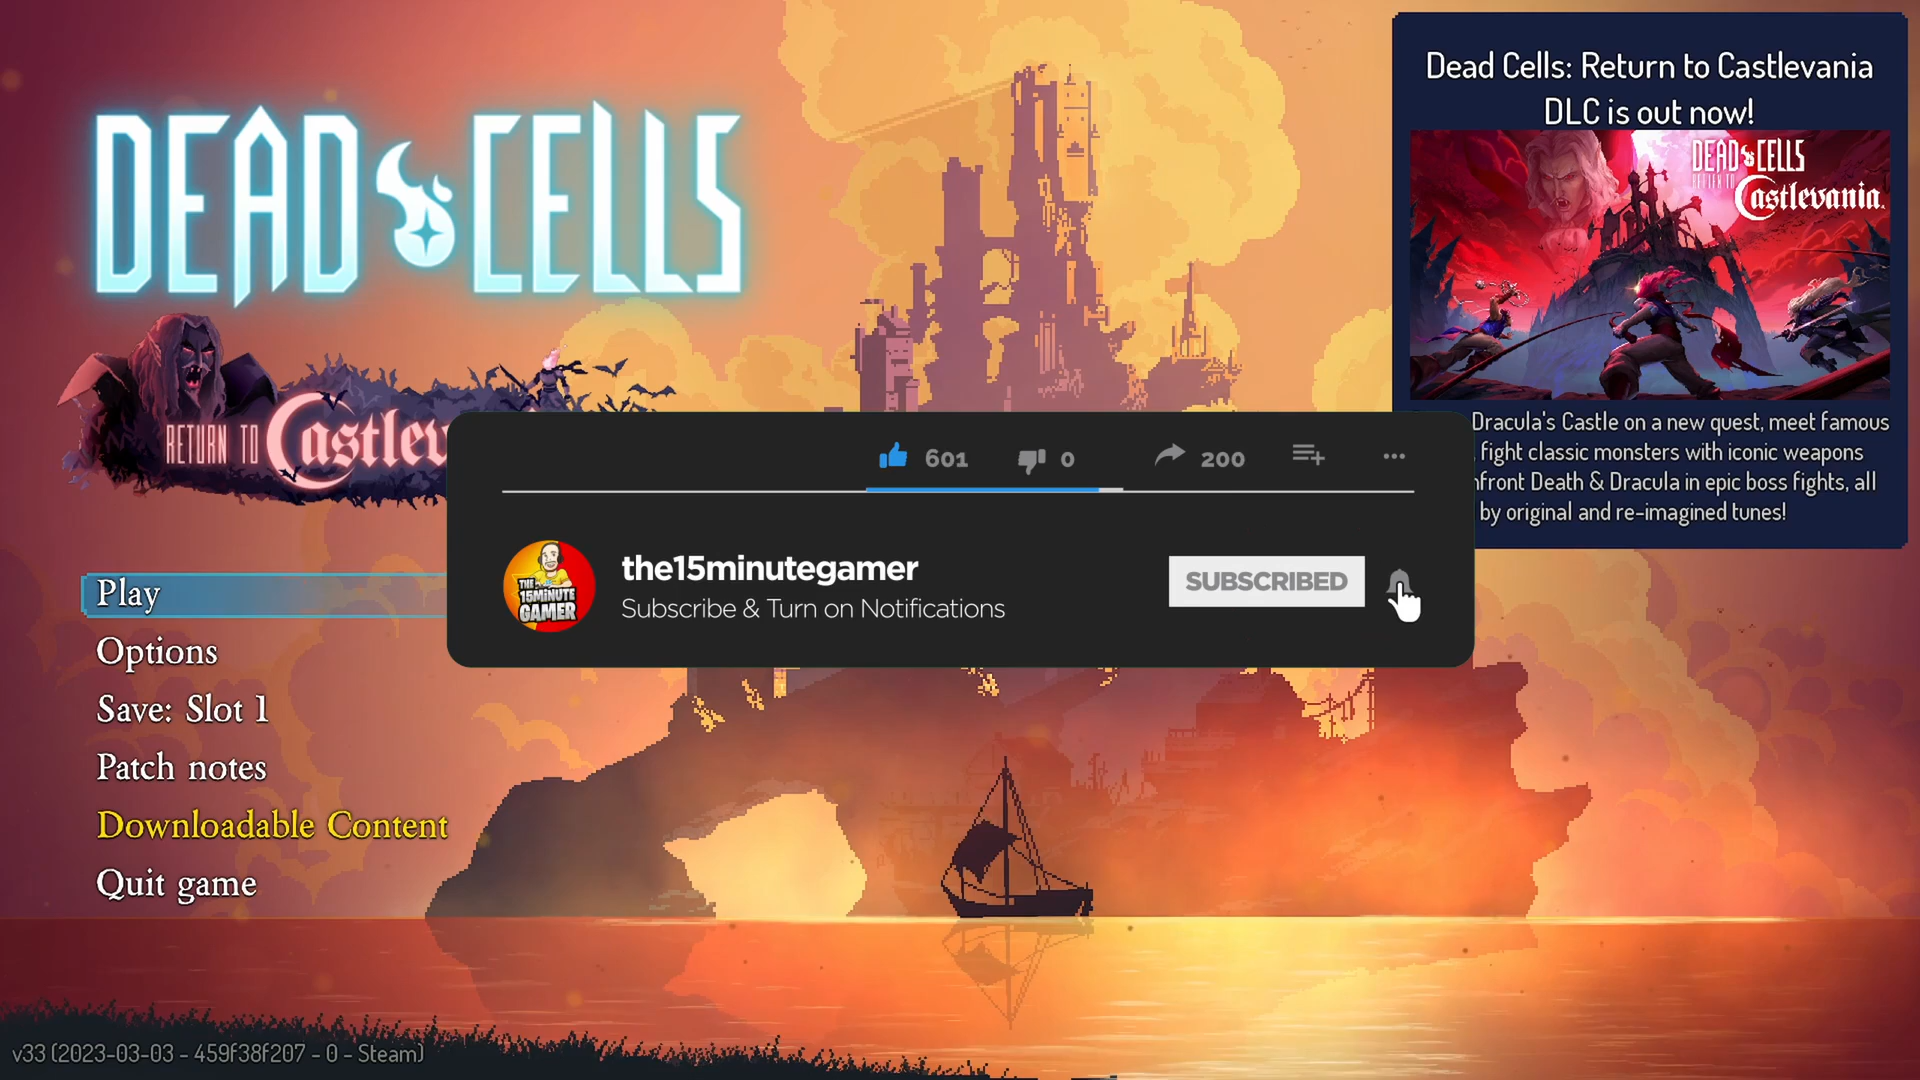 DEAD CELLS
RETURN TO Castlev
Play
Options
Save: Slot 1
Patch notes
Downloadable Content
Quit game
v33 (2023-03-03 - 459f38f207 - 0 - Steam)
601 0 200
the15minutegamer
Subscribe & Turn on Notifications
SUBSCRIBED
THE
15MINUTE
GAMER
Dead Cells: Return to Castlevania
DLC is out now!
DEAD CELLS
RETURN TO
Castlevania
Dracula's Castle on a new quest, meet famous
fight classic monsters with iconic weapons
nfront Death & Dracula in epic boss fights, all
by original and re-imagined tunes!